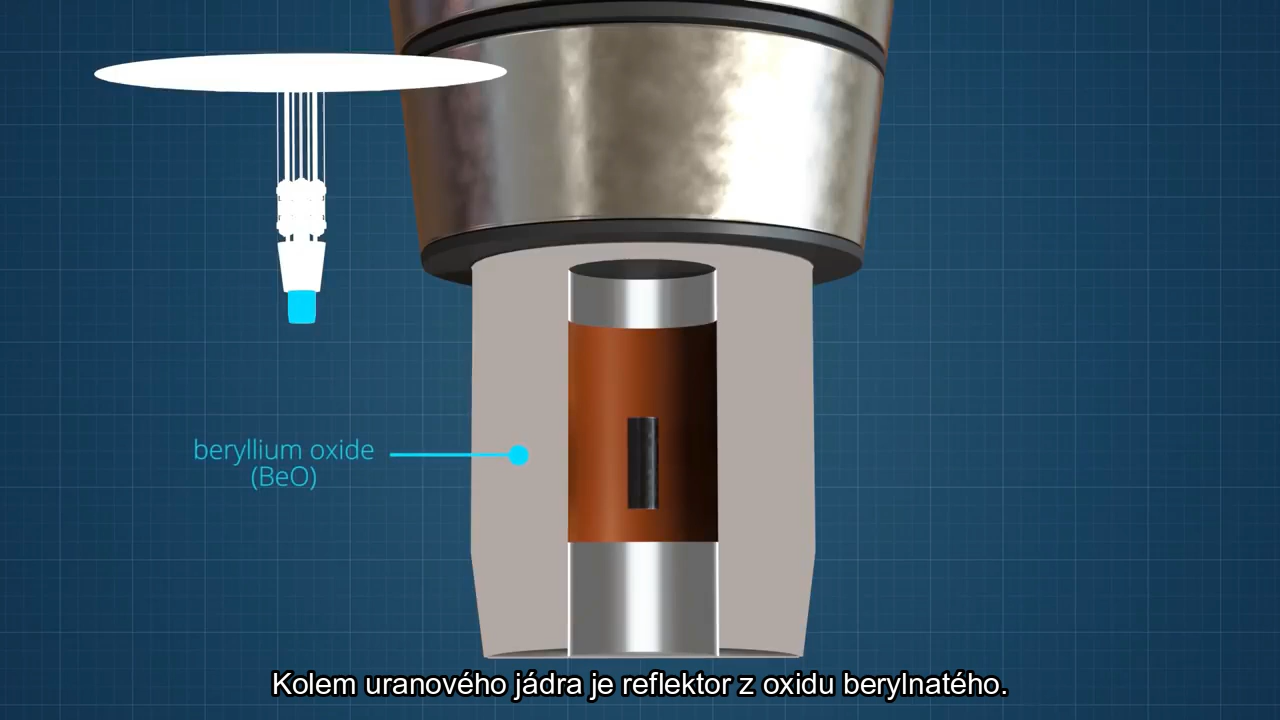 beryllium oxide
(BeO)
Kolem uranového jádra je reflektor z oxidu berylnatého.